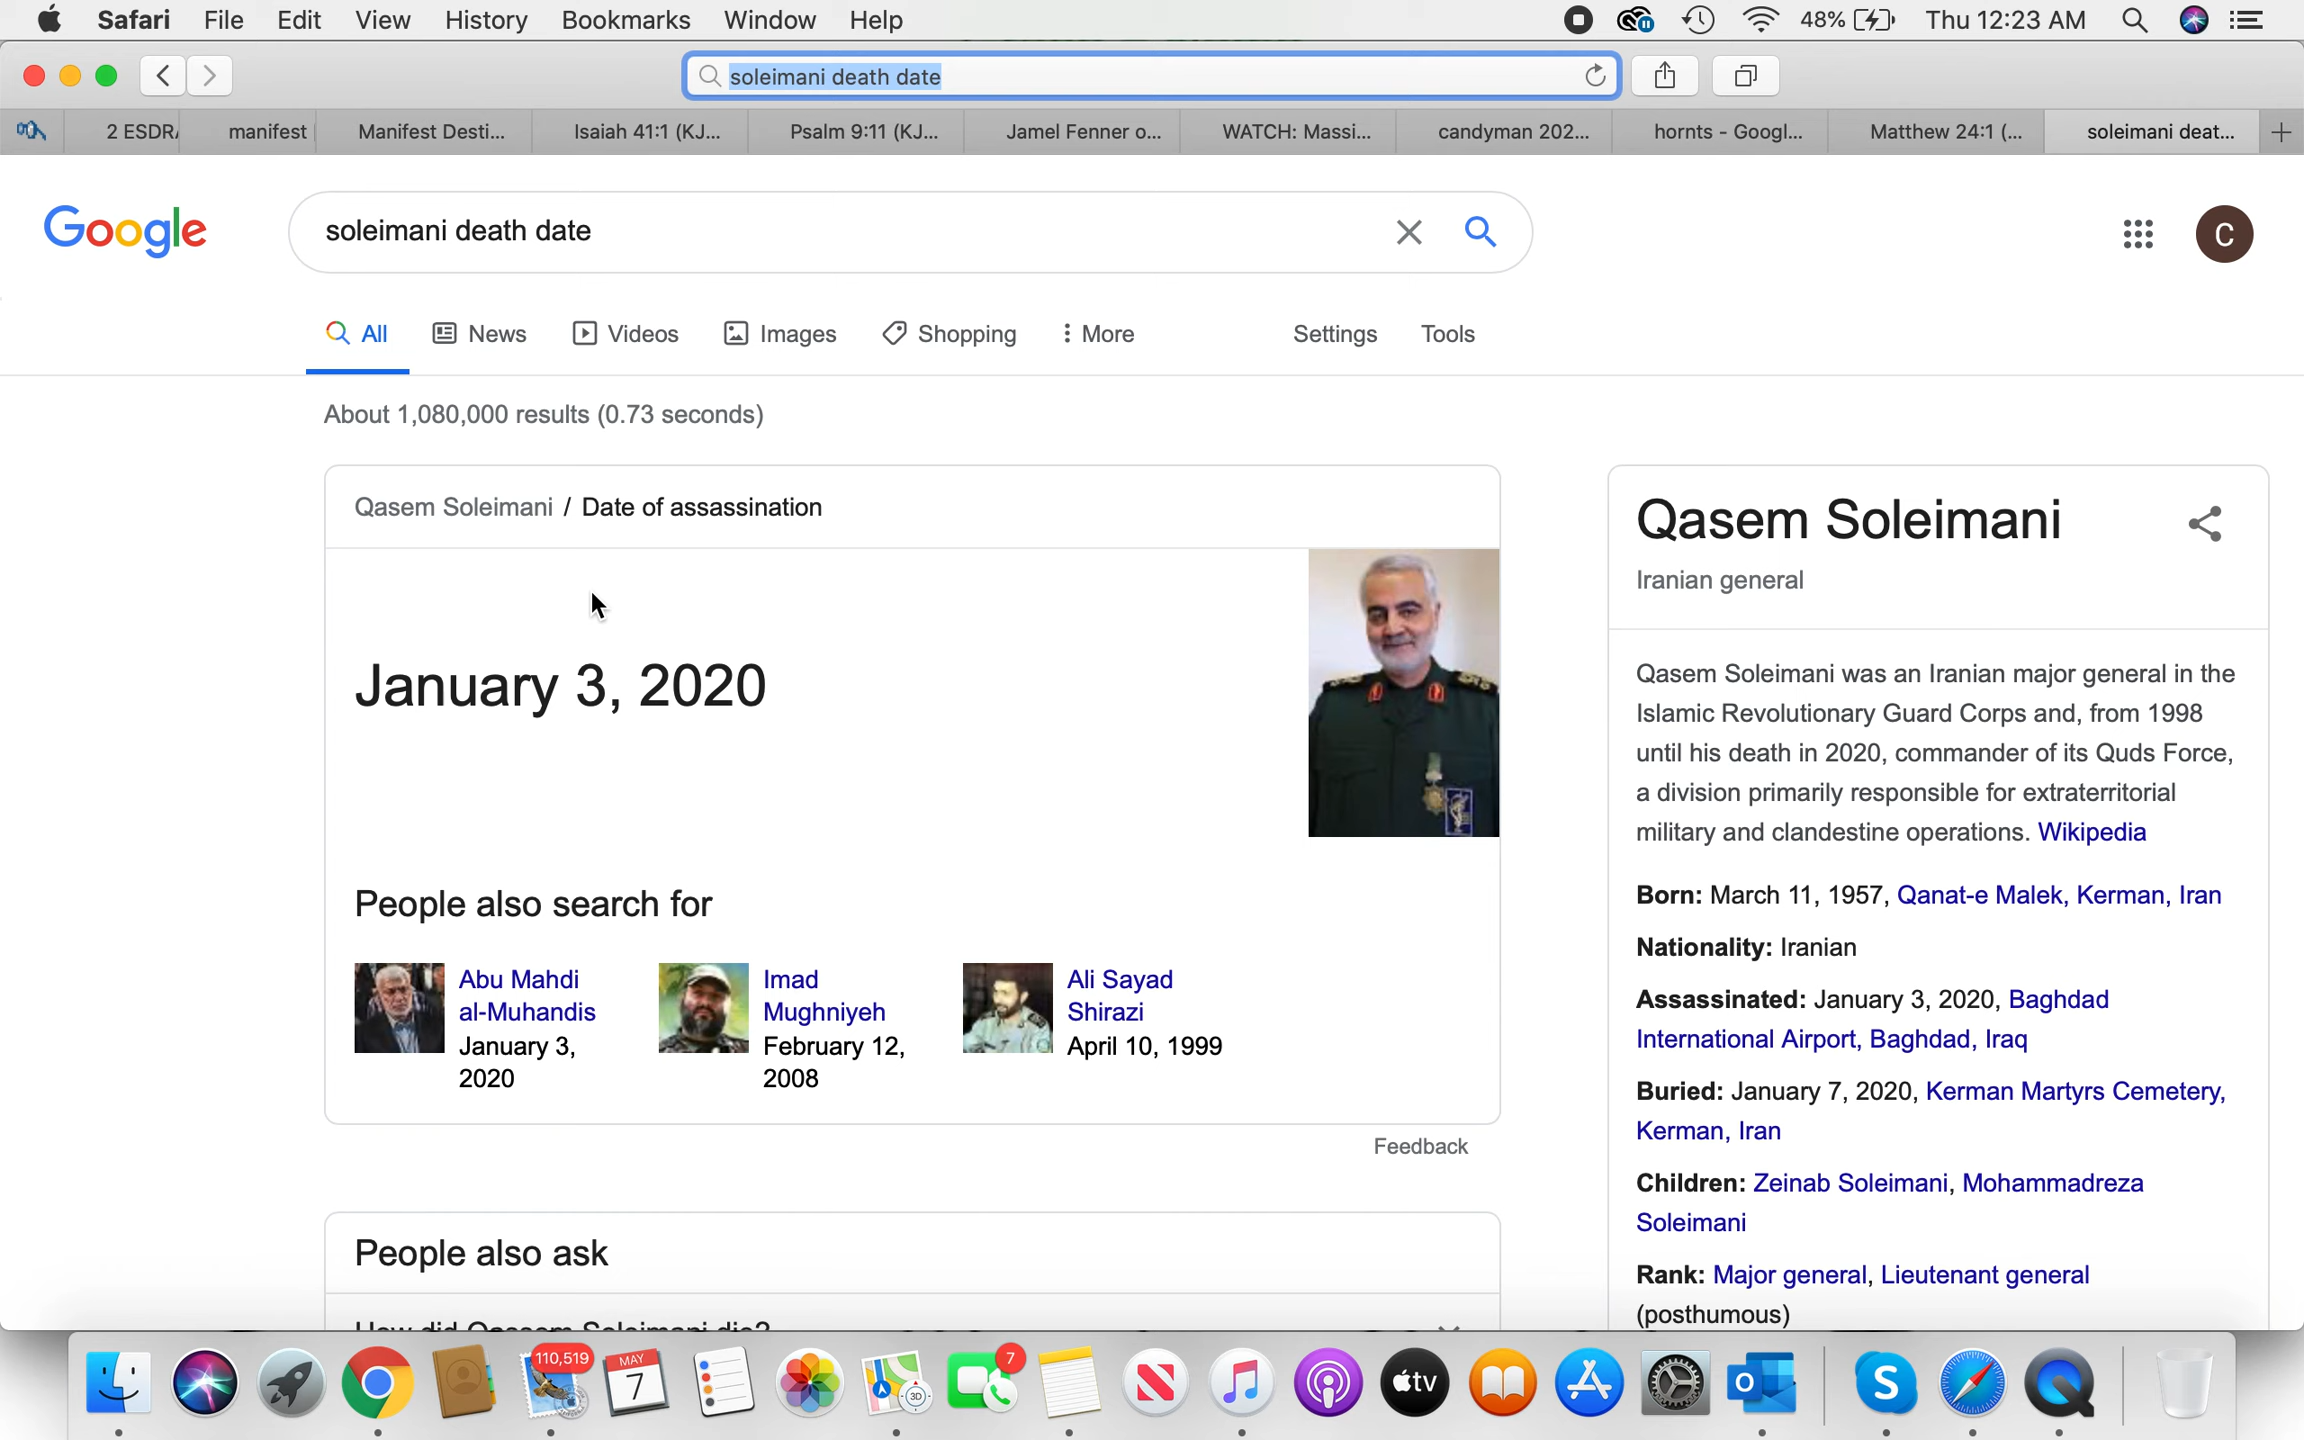 Safari File Edit View History Bookmarks Window Help 48% Thu 12:23 AM
soleimani death date
2 ESDR manifest Manifest Desti... Isaiah 41:1 (KJ... Psalm 9:11 (KJ... Jamel Fenner o... WATCH: Massi... candyman 202... hornts - Googl... Matthew 24:1 (... soleimani deat...
Google
soleimani death date
C
All News Videos Images Shopping More Settings Tools
About 1,080,000 results (0.73 seconds)
Qasem Soleimani / Date of assassination
January 3, 2020
People also search for
Abu Mahdi
al-Muhandis
January 3,
2020
Imad
Mughniyeh
February 12,
2008
Ali Sayad
Shirazi
April 10, 1999
Feedback
People also ask
How did Qassem Soleimani die?
Qasem Soleimani
Iranian general
Qasem Soleimani was an Iranian major general in the
Islamic Revolutionary Guard Corps and, from 1998
until his death in 2020, commander of its Quds Force,
a division primarily responsible for extraterritorial
military and clandestine operations. Wikipedia
Born: March 11, 1957, Qanat-e Malek, Kerman, Iran
Nationality: Iranian
Assassinated: January 3, 2020, Baghdad
International Airport, Baghdad, Iraq
Buried: January 7, 2020, Kerman Martyrs Cemetery,
Kerman, Iran
Children: Zeinab Soleimani, Mohammadreza
Soleimani
Rank: Major general, Lieutenant general
(posthumous)
110,519
MAY
7
3D
7
tv
O
S